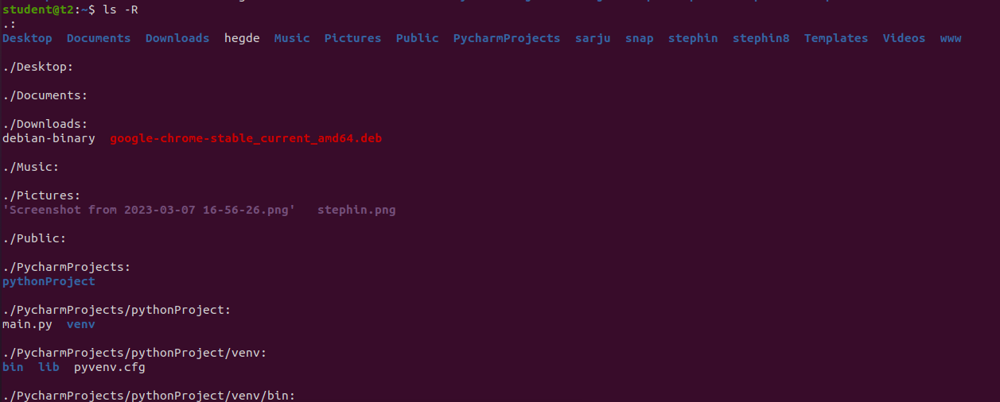 student@t2:~$ ls -R
.:
Desktop  Documents  Downloads  hegde  Music  Pictures  Public  PycharmProjects  sarju  snap  stephin  stephin8  Templates  Videos  www
./Desktop:
./Documents:
./Downloads:
debian-binary  google-chrome-stable_current_amd64.deb
./Music:
./Pictures:
'Screenshot from 2023-03-07 16-56-26.png'   stephin.png
./Public:
./PycharmProjects:
pythonProject
./PycharmProjects/pythonProject:
main.py  venv
./PycharmProjects/pythonProject/venv:
bin  lib  pyvenv.cfg
./PycharmProjects/pythonProject/venv/bin: